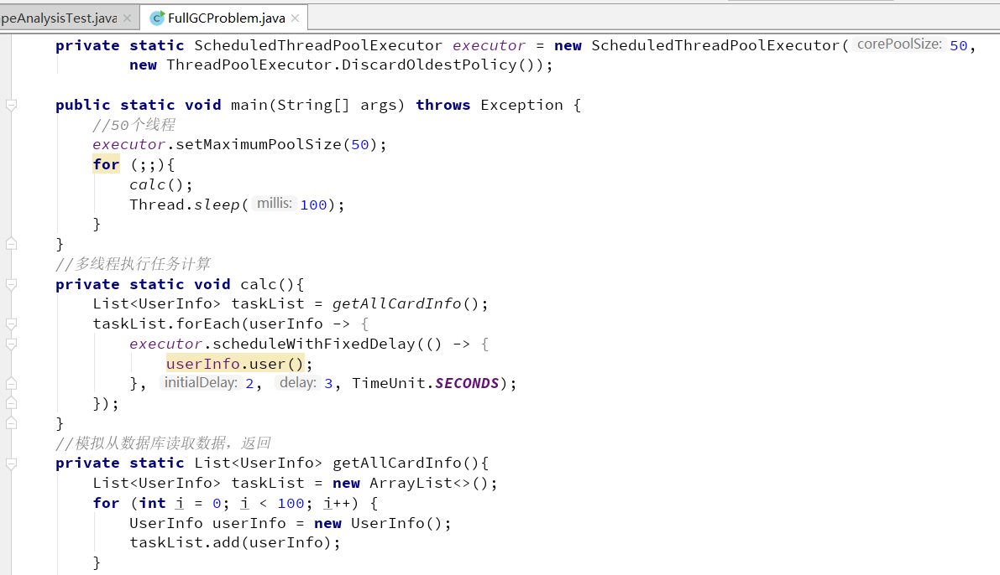 peAnalysisTest.java × FullGCProblem.java ×
private static ScheduledThreadPoolExecutor executor = new ScheduledThreadPoolExecutor( corePoolSize: 50,
new ThreadPoolExecutor.DiscardOldestPolicy());
public static void main(String[] args) throws Exception {
//50个线程
executor.setMaximumPoolSize(50);
for (;;){
calc();
Thread.sleep( millis: 100);
}
}
//多线程执行任务计算
private static void calc(){
List<UserInfo> taskList = getAllCardInfo();
taskList.forEach(userInfo -> {
executor.scheduleWithFixedDelay(() -> {
userInfo.user();
}, initialDelay: 2, delay: 3, TimeUnit.SECONDS);
});
}
//模拟从数据库读取数据，返回
private static List<UserInfo> getAllCardInfo(){
List<UserInfo> taskList = new ArrayList<>();
for (int i = 0; i < 100; i++) {
UserInfo userInfo = new UserInfo();
taskList.add(userInfo);
}